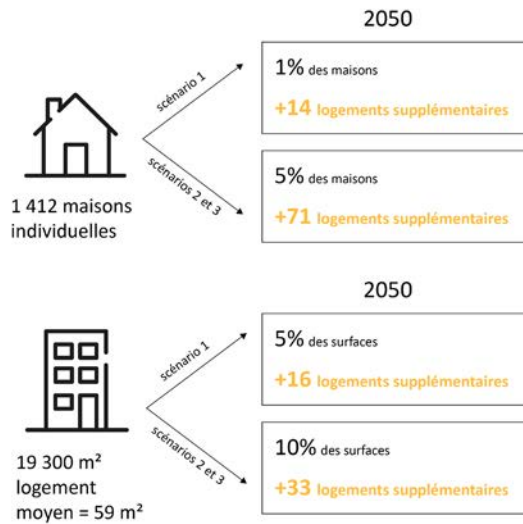 2050
scénario 1
1% des maisons
+14 logements supplémentaires
scénarios 2 et 3
5% des maisons
+71 logements supplémentaires
1 412 maisons
individuelles
2050
scénario 1
5% des surfaces
+16 logements supplémentaires
scénarios 2 et 3
10% des surfaces
+33 logements supplémentaires
19 300 m²
logement
moyen = 59 m²